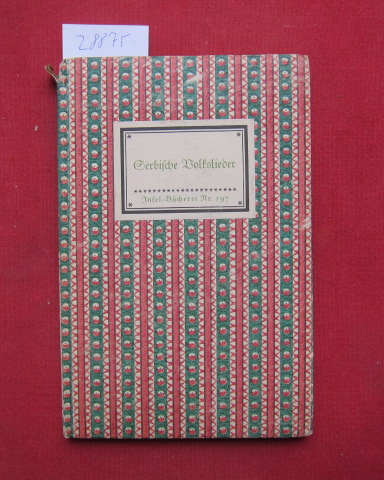 28875
Serbische Volkslieder
Insel-Bücherei Nr. 197